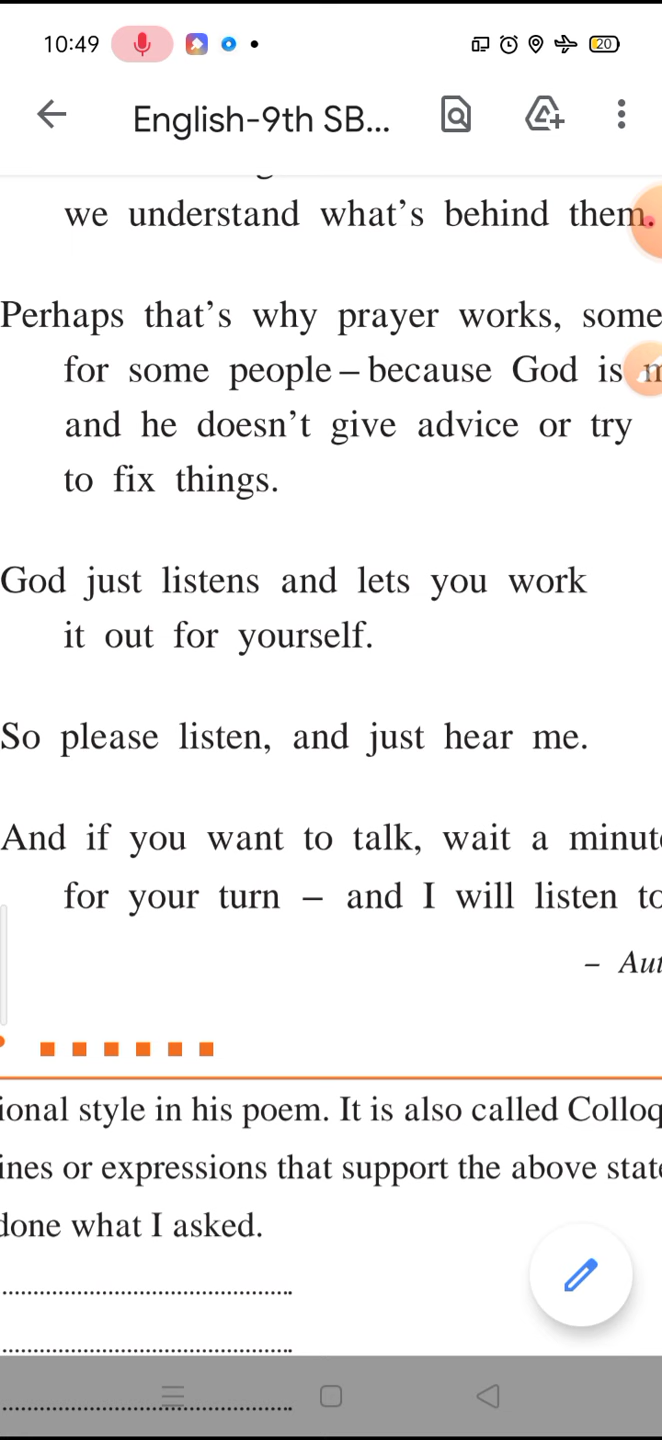 10:49
20
English-9th SB...
we understand what's behind them.
Perhaps that's why prayer works, some
for some people – because God is m
and he doesn't give advice or try
to fix things.
God just listens and lets you work
it out for yourself.
So please listen, and just hear me.
And if you want to talk, wait a minut
for your turn – and I will listen to
– Aut
ional style in his poem. It is also called Colloq
ines or expressions that support the above stat
done what I asked.